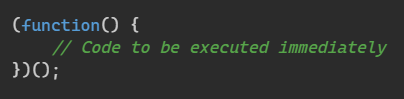 (function() {
    // Code to be executed immediately
})();